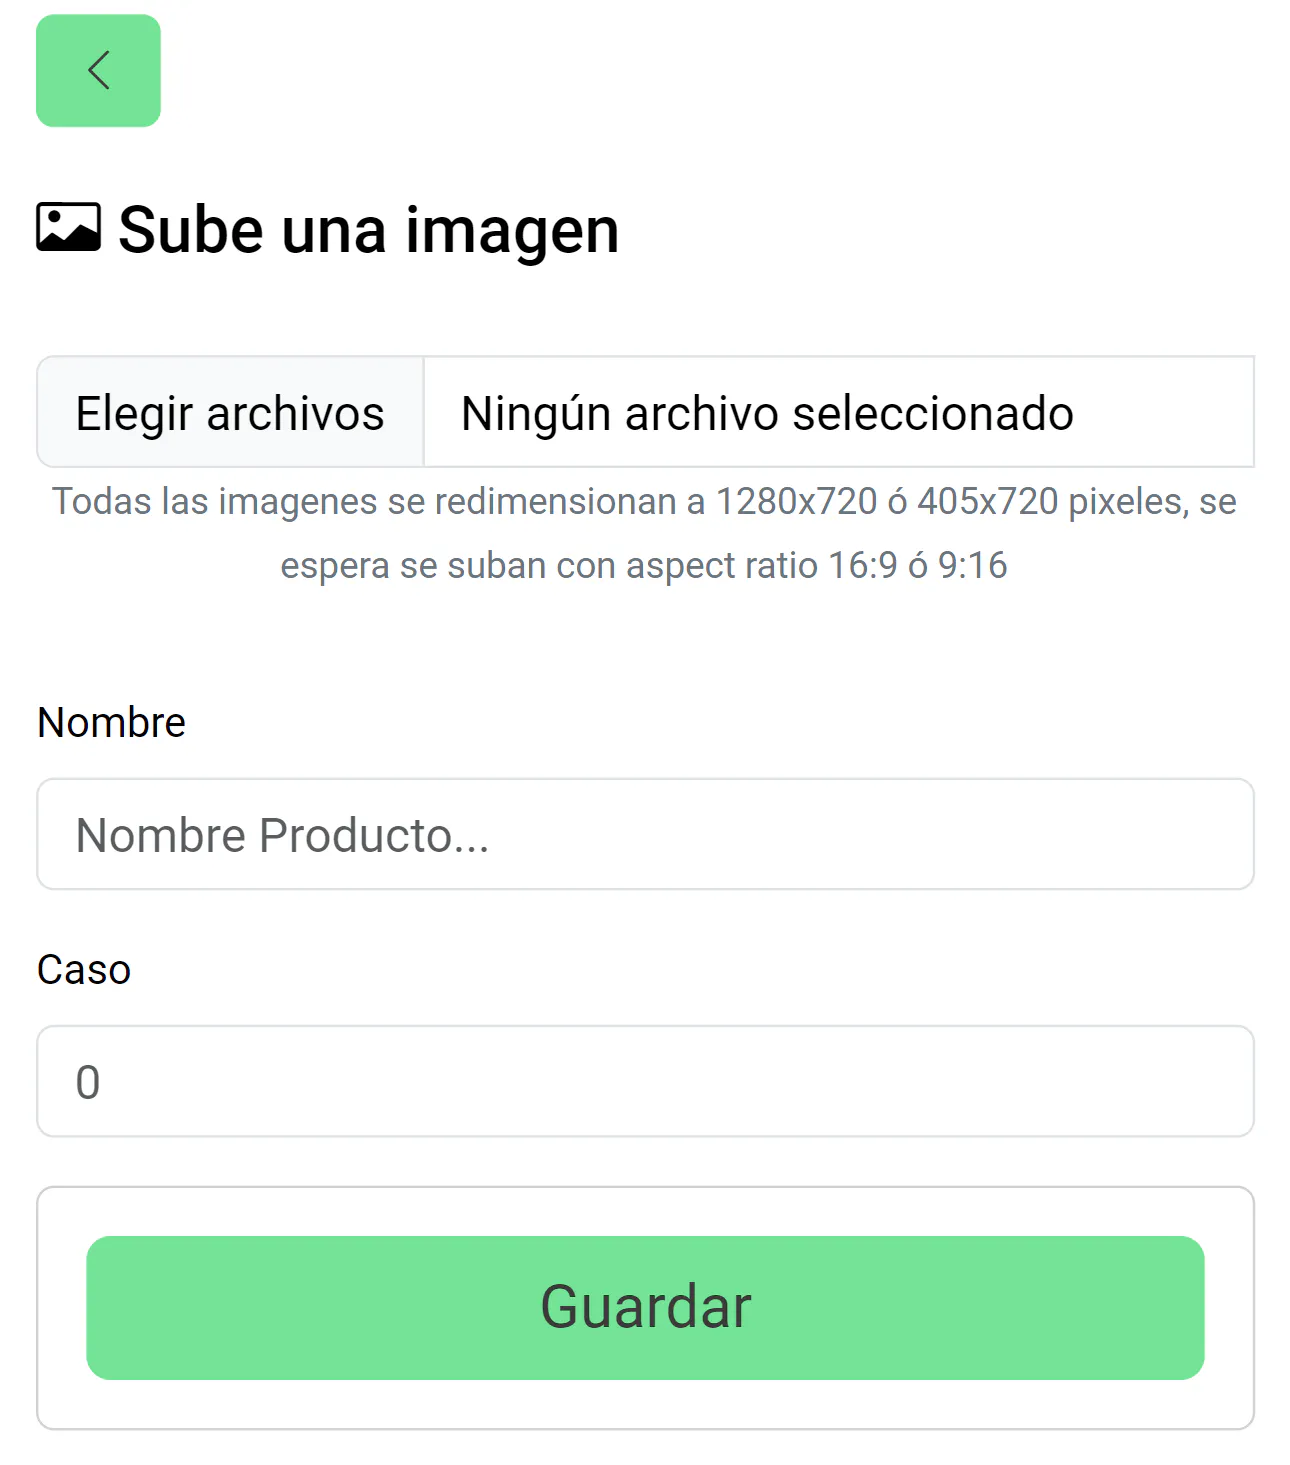 Sube una imagen
Elegir archivos Ningún archivo seleccionado
Todas las imagenes se redimensionan a 1280x720 ó 405x720 pixeles, se
espera se suban con aspect ratio 16:9 ó 9:16
Nombre
Nombre Producto...
Caso
0
Guardar